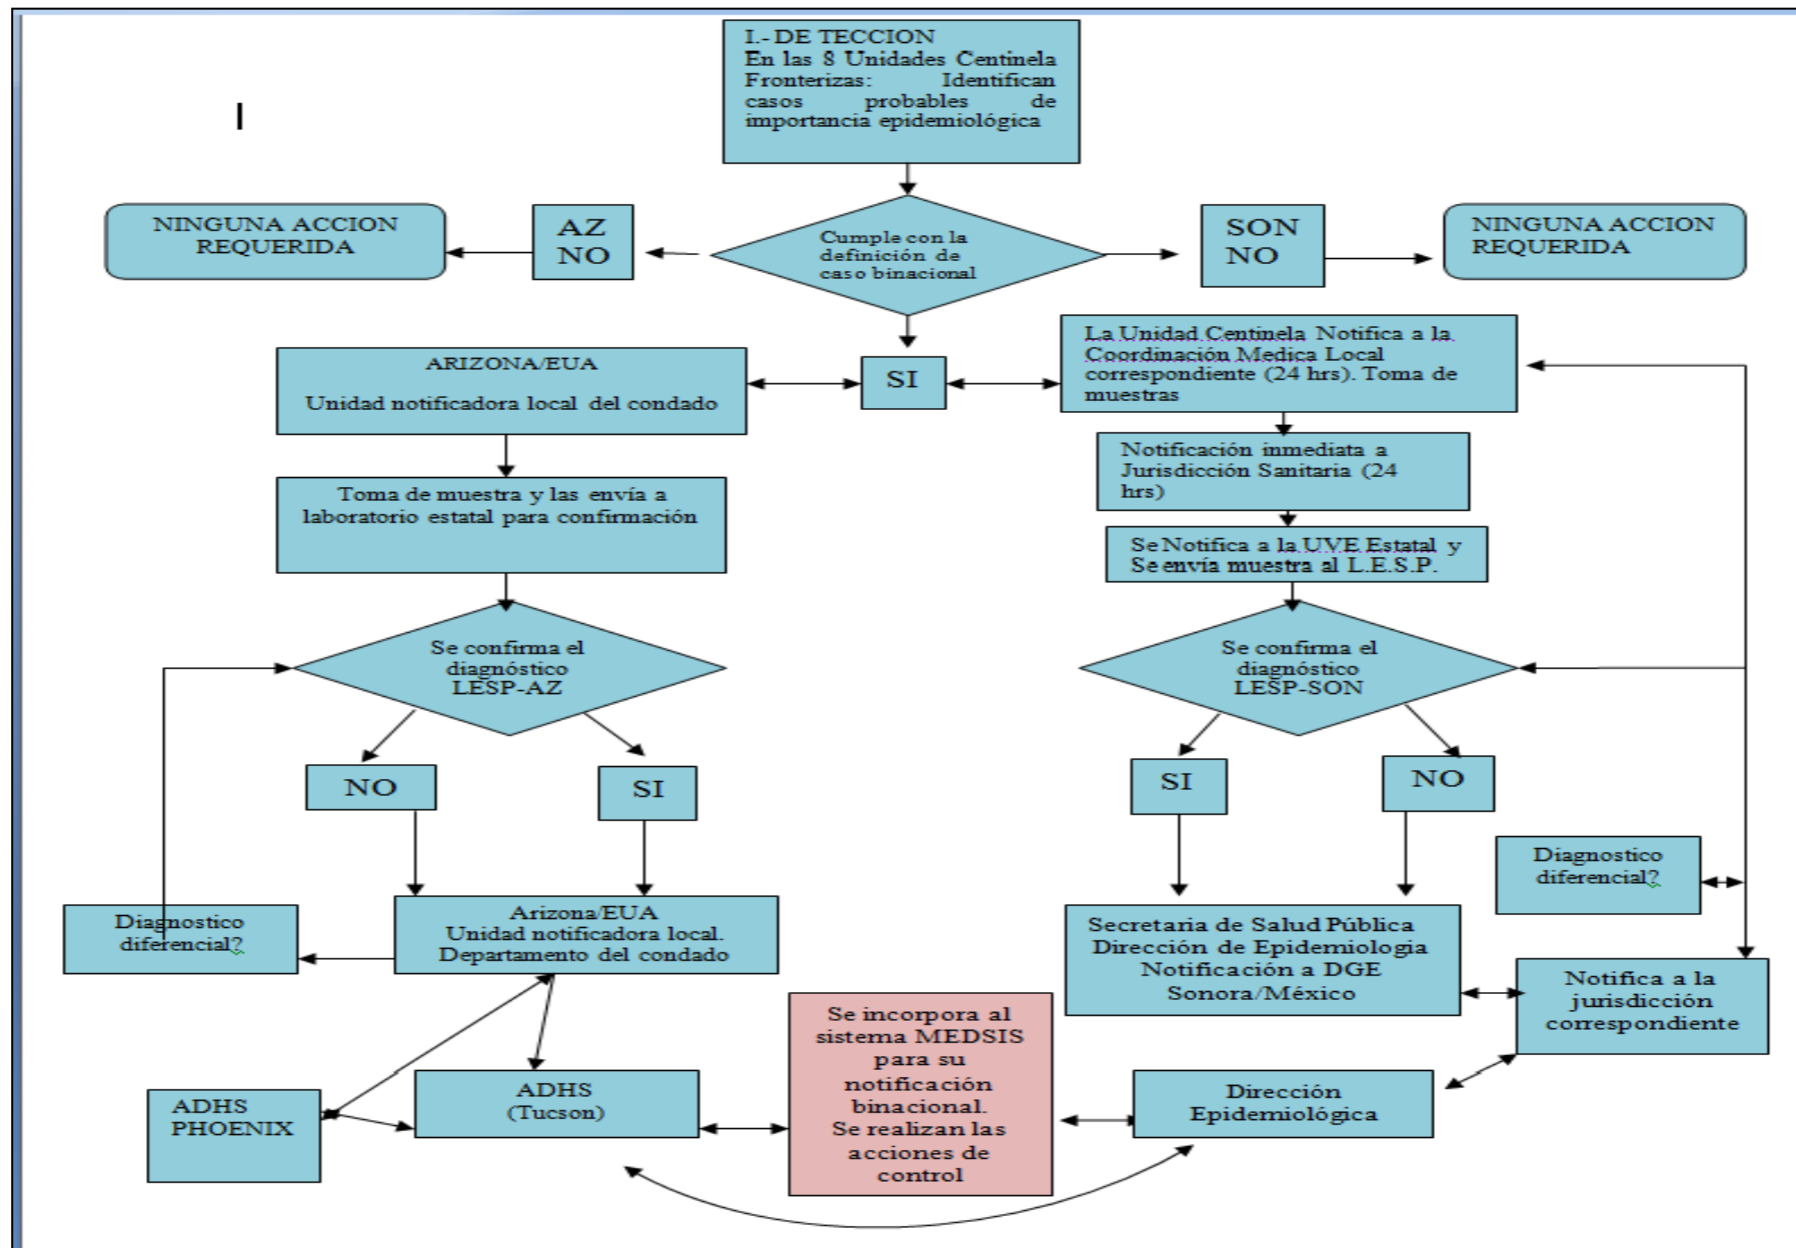 I.- DE TECCION
En las 8 Unidades Centinela
Fronterizas: Identifican
casos probables de
importancia epidemiológica
I
NINGUNA ACCION
REQUERIDA
AZ
NO
Cumple con la
definición de
caso binacional
SON
NO
NINGUNA ACCION
REQUERIDA
ARIZONA/EUA
Unidad notificadora local del condado
SI
La Unidad Centinela Notifica a la
Coordinación Medica Local
correspondiente (24 hrs). Toma de
muestras
Notificación inmediata a
Jurisdicción Sanitaria (24
hrs)
Toma de muestra y las envía a
laboratorio estatal para confirmación
Se Notifica a la UVE Estatal y
Se envía muestra al L.E.S.P.
Se confirma el
diagnóstico
LESP-AZ
Se confirma el
diagnóstico
LESP-SON
NO
SI
SI
NO
Diagnostico
diferencial?
Diagnostico
diferencial?
Arizona/EUA
Unidad notificadora local.
Departamento del condado
Secretaria de Salud Pública
Dirección de Epidemiologia
Notificación a DGE
Sonora/México
Notifica a la
jurisdicción
correspondiente
Se incorpora al
sistema MEDSIS
para su
notificación
binacional.
Se realizan las
acciones de
control
ADHS
PHOENIX
ADHS
(Tucson)
Dirección
Epidemiológica